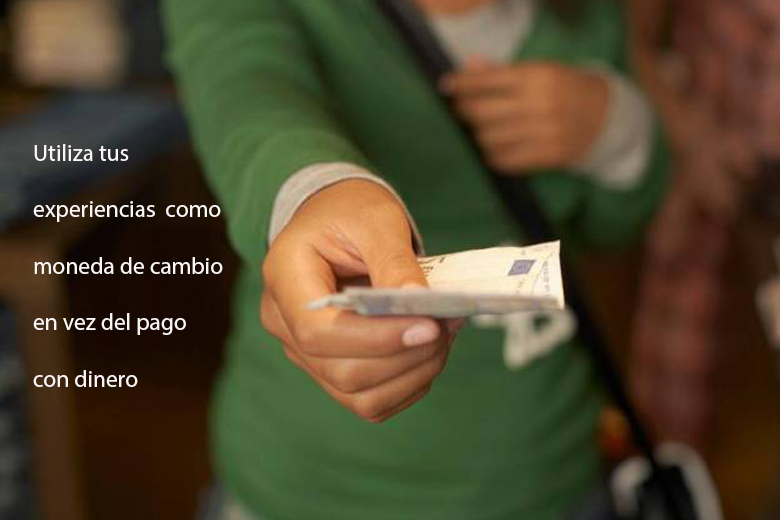 Utiliza tus
experiencias  como
moneda de cambio
en vez del pago
con dinero